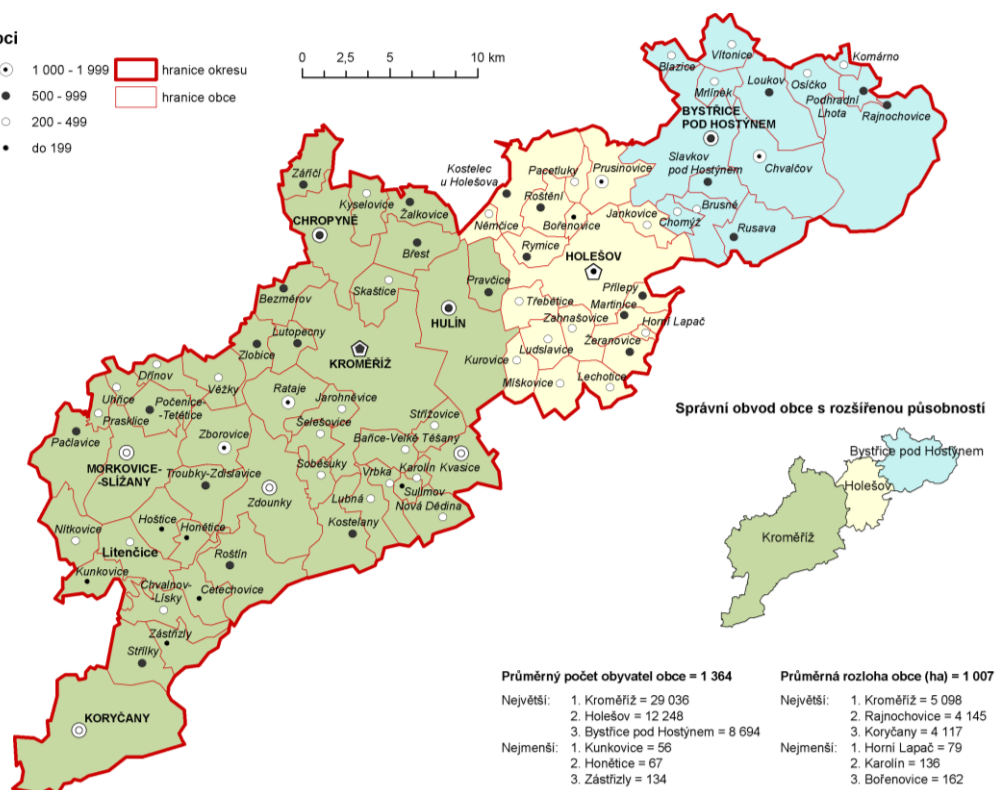 pci
1 000 - 1 999
500 - 999
200 - 499
do 199
hranice okresu
hranice obce
0 2,5 5 10 km
Vítonice
Blazice
Komárno
Mrlínek
Loukov
Osíčko
Podhradní
Lhota
Rajnochovice
BYSTŘICE
POD HOSTÝNEM
Chvalčov
Slavkov
pod Hostýnem
Brusné
Chomýž
Rusava
Kostelec
u Holešova
Pacetluky
Prusinovice
Roštění
Němčice
Bořenovice
Jankovice
Rymice
HOLEŠOV
Přílepy
Martinice
Třebětice
Zahnašovice
Horní Lapač
Ludslavice
Žeranovice
Kurovice
Míškovice
Lechotice
Záříčí
Kyselovice
Žalkovice
CHROPYNĚ
Břest
Skaštice
Pravčice
Bezměrov
HULÍN
Lutopecny
Zlobice
KROMĚŘÍŽ
Dřínov
Uhřice
Věžky
Rataje
Jarohněvice
Počenice-
-Tetětice
Prasklice
Šelešovice
Střížovice
Pačlavice
Zborovice
Bařice-Velké Těšany
MORKOVICE-
-SLÍŽANY
Troubky-Zdislavice
Soběsuky
Vrbka
Karolín
Kvasice
Zdounky
Sulimov
Lubná
Nová Dědina
Nítkovice
Hoštice
Honětice
Kostelany
Litenčice
Roštín
Kunkovice
Chvalnov-
-Lísky
Cetechovice
Zástřizly
Střílky
KORYČANY
Správní obvod obce s rozšířenou působností
Bystřice pod Hostýnem
Holešov
Kroměříž
Průměrný počet obyvatel obce = 1 364
Největší: 1. Kroměříž = 29 036
2. Holešov = 12 248
3. Bystřice pod Hostýnem = 8 694
Nejmenší: 1. Kunkovice = 56
2. Honětice = 67
3. Zástřizly = 134
Průměrná rozloha obce (ha) = 1 007
Největší: 1. Kroměříž = 5 098
2. Rajnochovice = 4 145
3. Koryčany = 4 117
Nejmenší: 1. Horní Lapač = 79
2. Karolín = 136
3. Bořenovice = 162